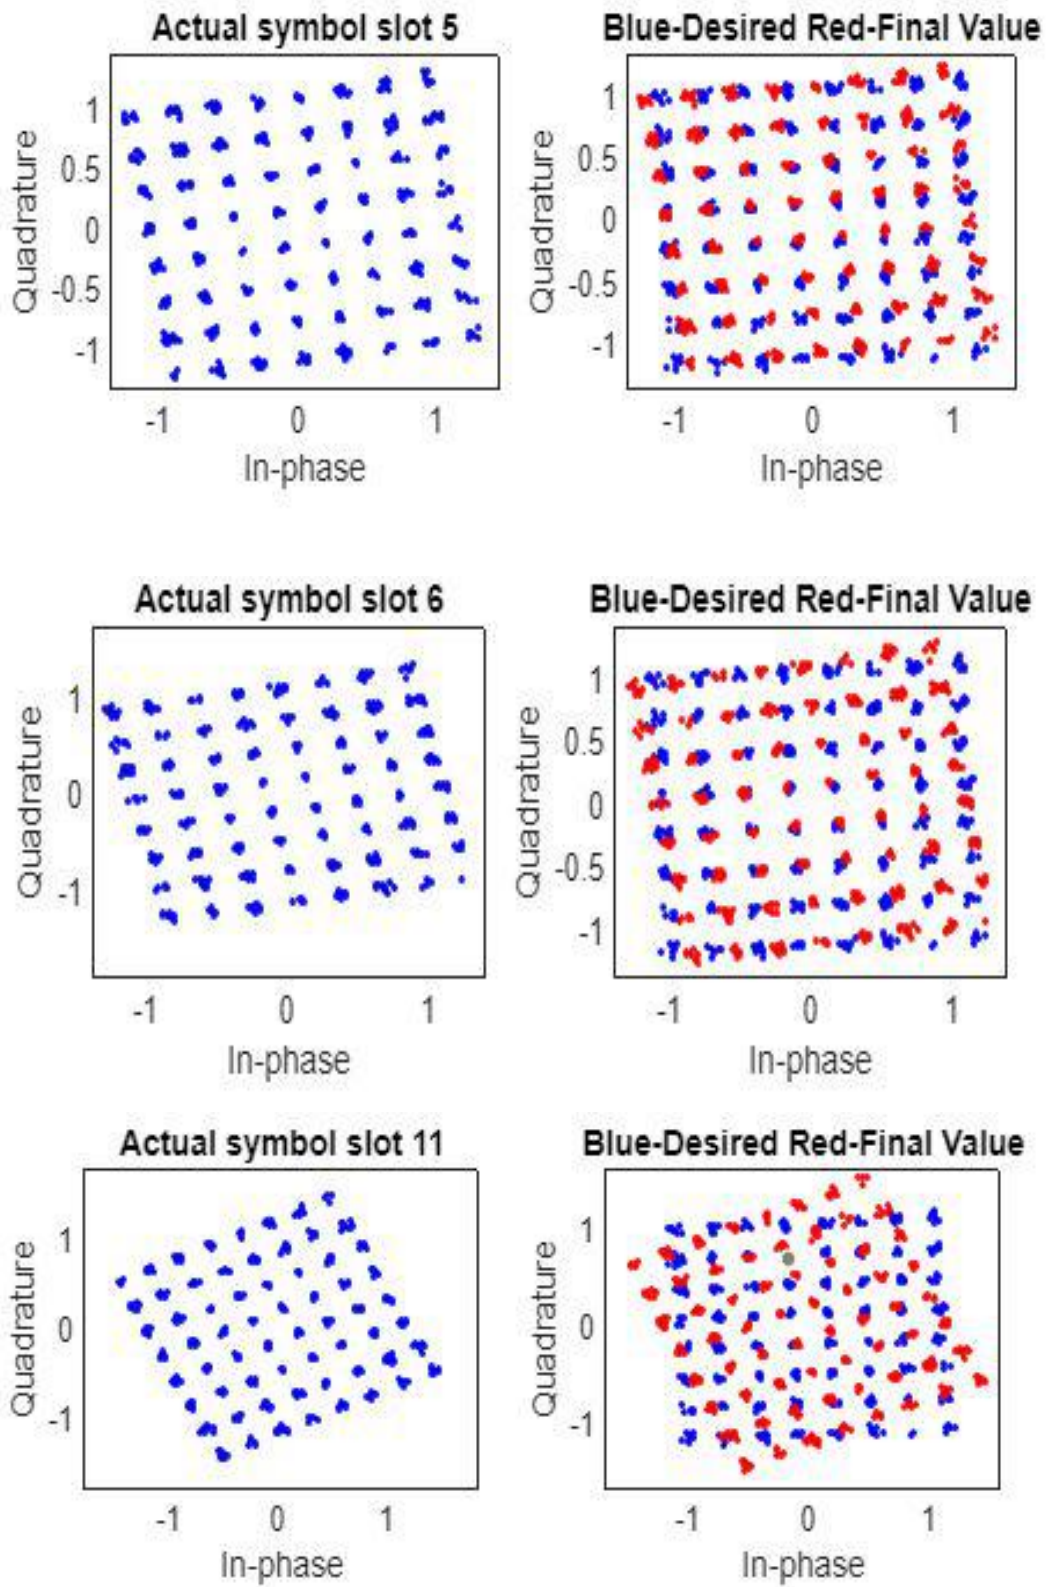 Actual symbol slot 5
Blue-Desired Red-Final Value
Quadrature
1
0.5
0
-0.5
-1
-1 0 1
In-phase
Quadrature
1
0.5
0
-0.5
-1
-1 0 1
In-phase
Actual symbol slot 6
Blue-Desired Red-Final Value
Quadrature
1
0
-1
-1 0 1
In-phase
Quadrature
1
0.5
0
-0.5
-1
-1 0 1
In-phase
Actual symbol slot 11
Blue-Desired Red-Final Value
Quadrature
1
0
-1
-1 0 1
In-phase
Quadrature
1
0
-1
-1 0 1
In-phase